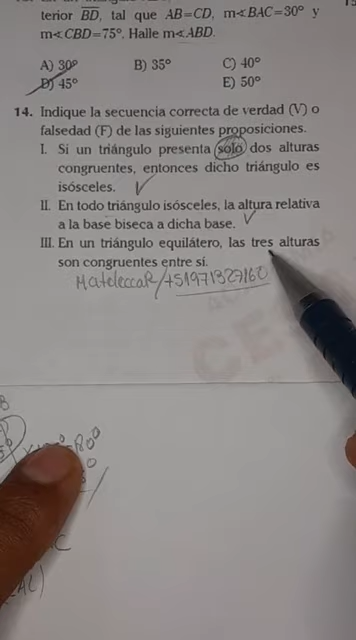 terior BD, tal que AB=CD, m∢BAC=30° y
m∢CBD=75°. Halle m∢ABD.
A) 30° B) 35° C) 40°
D) 45° E) 50°
14. Indique la secuencia correcta de verdad (V) o
falsedad (F) de las siguientes proposiciones.
I. Si un triángulo presenta solo dos alturas
congruentes, entonces dicho triángulo es
isósceles. V
II. En todo triángulo isósceles, la altura relativa
a la base biseca a dicha base. V
III. En un triángulo equilátero, las tres alturas
son congruentes entre sí.
MateleccaR/+51971327160
80°